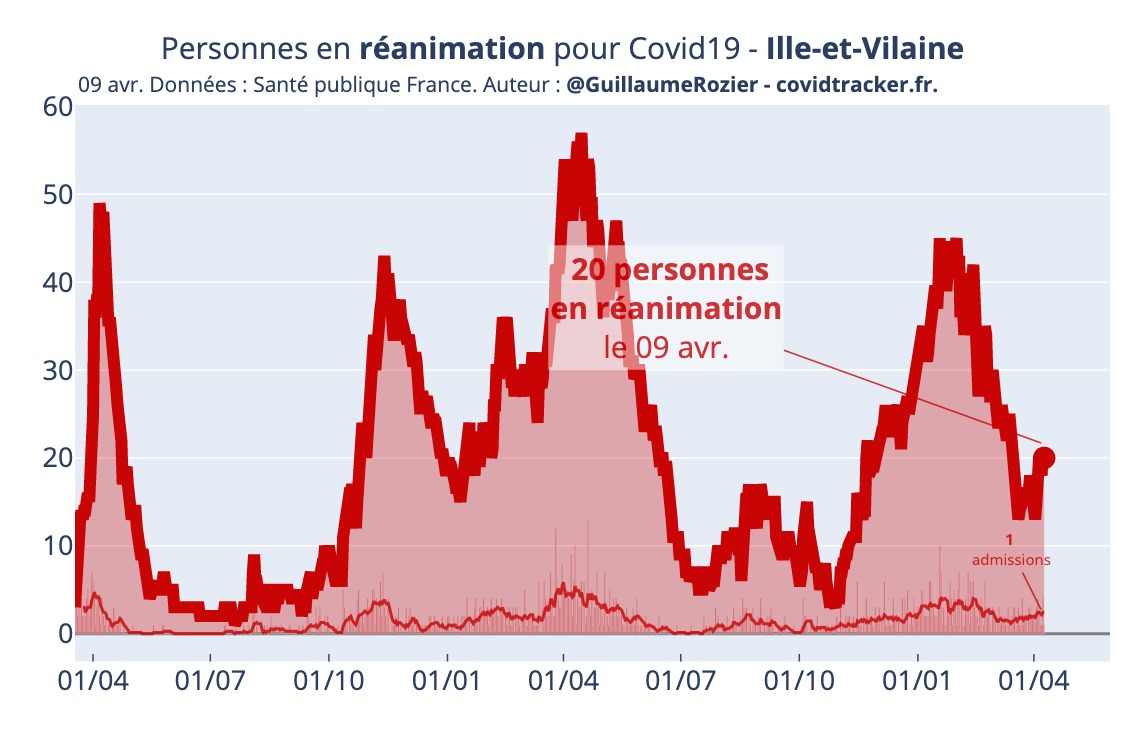 Personnes en réanimation pour Covid19 - Ille-et-Vilaine
09 avr. Données : Santé publique France. Auteur : @GuillaumeRozier - covidtracker.fr.
60
50
40
30
20
10
0
20 personnes
en réanimation
le 09 avr.
1
admissions
01/04 01/07 01/10 01/01 01/04 01/07 01/10 01/01 01/04